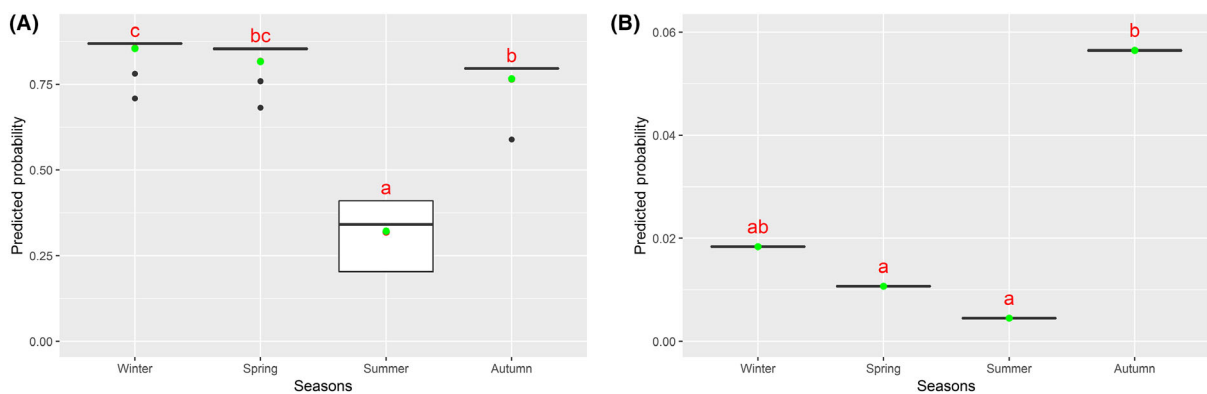 (A)
Predicted probability
0.75
0.50
0.25
0.00
c
bc
a
b
Winter Spring Summer Autumn
Seasons
(B)
Predicted probability
0.06
0.04
0.02
0.00
ab
a
a
b
Winter Spring Summer Autumn
Seasons